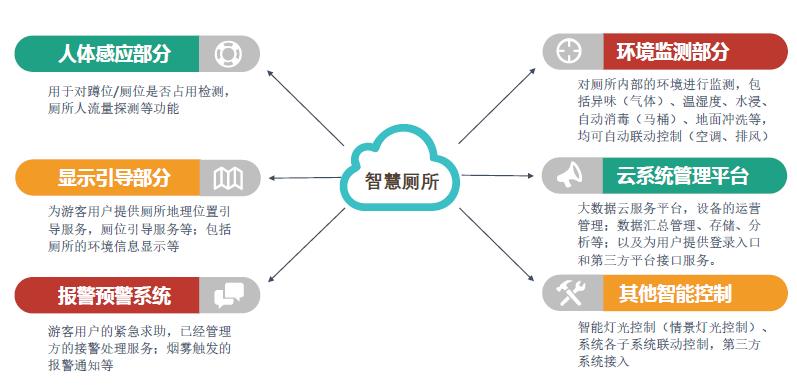 人体感应部分
用于对蹲位/厕位是否占用检测，
厕所人流量探测等功能
显示引导部分
为游客用户提供厕所地理位置引
导服务，厕位引导服务等；包括
厕所的环境信息显示等
报警预警系统
游客用户的紧急求助，已经管理
方的接警处理服务；烟雾触发的
报警通知等
智慧厕所
环境监测部分
对厕所内部的环境进行监测，包
括异味（气体）、温湿度、水浸、
自动消毒（马桶）、地面冲洗等，
均可自动联动控制（空调、排风）
云系统管理平台
大数据云服务平台，设备的运营
管理；数据汇总管理、存储、分
析等；以及为用户提供登录入口
和第三方平台接口服务。
其他智能控制
智能灯光控制（情景灯光控制）、
系统各子系统联动控制，第三方
系统接入